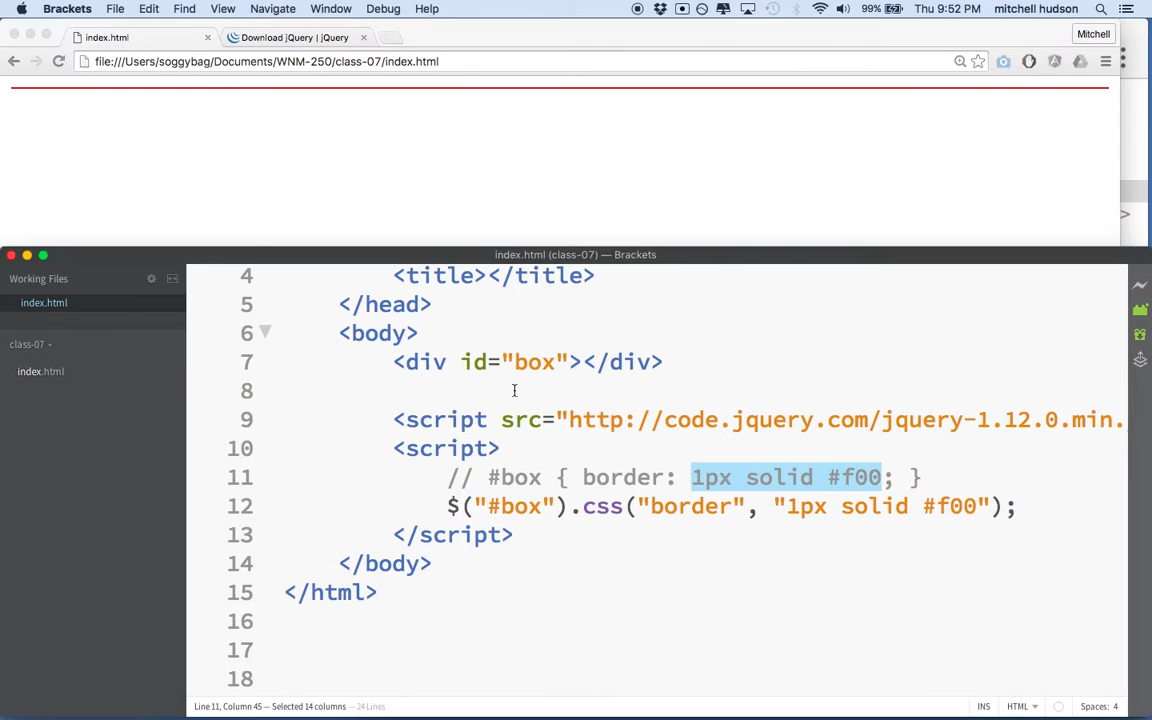 Brackets File Edit View Navigate Window Debug Help 99% Thu 9:52 PM mitchell hudson
index.html Download jQuery | jQuery Mitchell
file:///Users/soggybag/Documents/WNM-250/class-07/index.html
index.html (class-07) — Brackets
Working Files
index.html
class-07
index.html
4 <title></title>
5 </head>
6 <body>
7 <div id="box"></div>
8
9 <script src="http://code.jquery.com/jquery-1.12.0.min.
10 <script>
11 // #box { border: 1px solid #f00; }
12 $("#box").css("border", "1px solid #f00");
13 </script>
14 </body>
15 </html>
16
17
18
Line 11, Column 45 — Selected 14 columns — 24 Lines INS HTML Spaces: 4